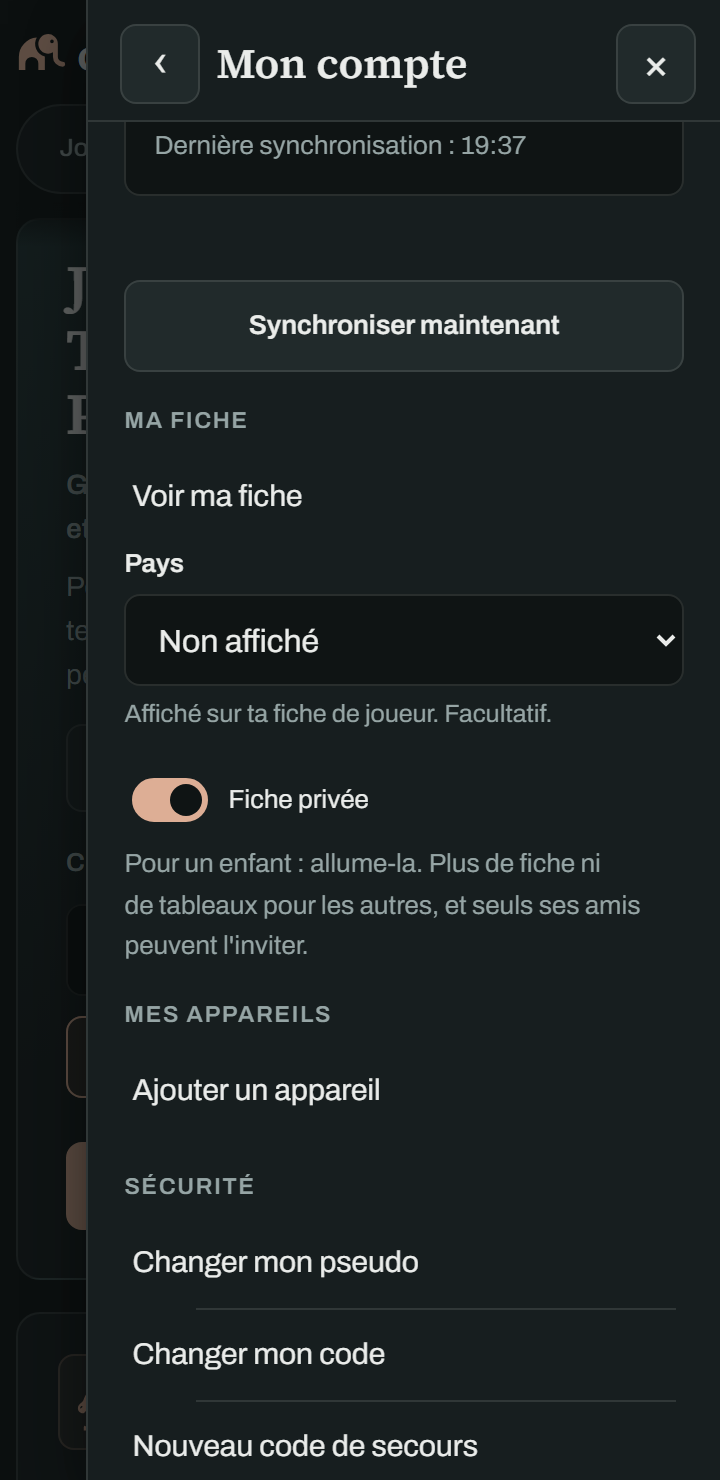 Mon compte
Dernière synchronisation : 19:37
Synchroniser maintenant
MA FICHE
Voir ma fiche
Pays
Non affiché
Affiché sur ta fiche de joueur. Facultatif.
Fiche privée
Pour un enfant : allume-la. Plus de fiche ni
de tableaux pour les autres, et seuls ses amis
peuvent l'inviter.
MES APPAREILS
Ajouter un appareil
SÉCURITÉ
Changer mon pseudo
Changer mon code
Nouveau code de secours